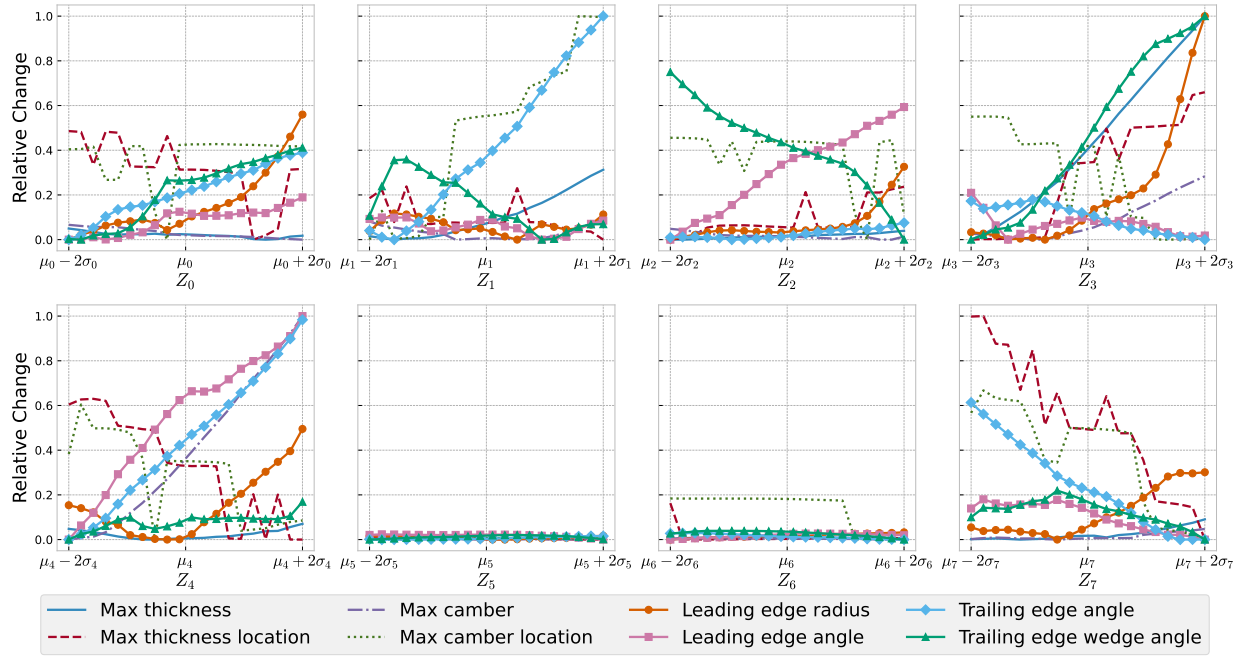 1.0
0.8
0.6
0.4
0.2
0.0
Relative Change
μ₀ − 2σ₀ μ₀ μ₀ + 2σ₀
Z₀
μ₁ − 2σ₁ μ₁ μ₁ + 2σ₁
Z₁
μ₂ − 2σ₂ μ₂ μ₂ + 2σ₂
Z₂
μ₃ − 2σ₃ μ₃ μ₃ + 2σ₃
Z₃
1.0
0.8
0.6
0.4
0.2
0.0
Relative Change
μ₄ − 2σ₄ μ₄ μ₄ + 2σ₄
Z₄
μ₅ − 2σ₅ μ₅ μ₅ + 2σ₅
Z₅
μ₆ − 2σ₆ μ₆ μ₆ + 2σ₆
Z₆
μ₇ − 2σ₇ μ₇ μ₇ + 2σ₇
Z₇
Max thickness Max camber Leading edge radius Trailing edge angle
Max thickness location Max camber location Leading edge angle Trailing edge wedge angle